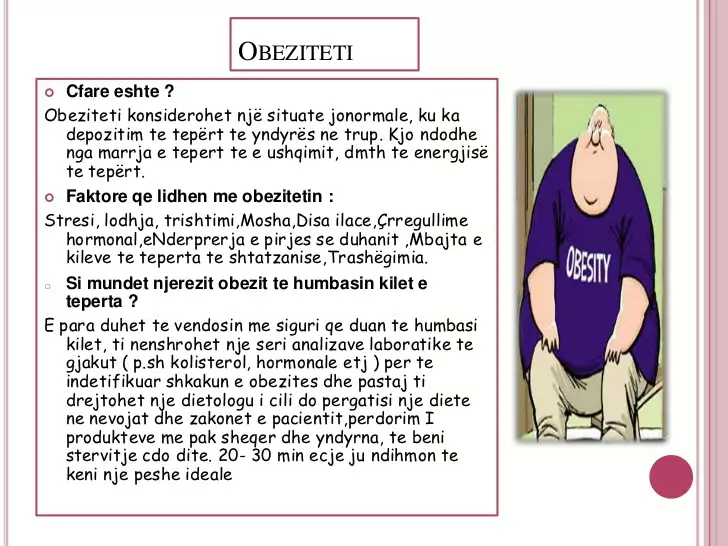 OBEZITETI
Cfare eshte ?
Obeziteti konsiderohet një situate jonormale, ku ka
depozitim te tepërt te yndyrës ne trup. Kjo ndodhe
nga marrja e tepert te e ushqimit, dmth te energjisë
te tepërt.
Faktore qe lidhen me obezitetin :
Stresi, lodhja, trishtimi,Mosha,Disa ilace,Çrregullime
hormonal,eNderprerja e pirjes se duhanit ,Mbajta e
kileve te teperta te shtatzanise,Trashëgimia.
Si mundet njerezit obezit te humbasin kilet e
teperta ?
E para duhet te vendosin me siguri qe duan te humbasi
kilet, ti nenshrohet nje seri analizave laboratike te
gjakut ( p.sh kolisterol, hormonale etj ) per te
indetifikuar shkakun e obezites dhe pastaj ti
drejtohet nje dietologu i cili do pergatisi nje diete
ne nevojat dhe zakonet e pacientit,perdorim I
produkteve me pak sheqer dhe yndyrna, te beni
stervitje cdo dite. 20- 30 min ecje ju ndihmon te
keni nje peshe ideale
OBESITY